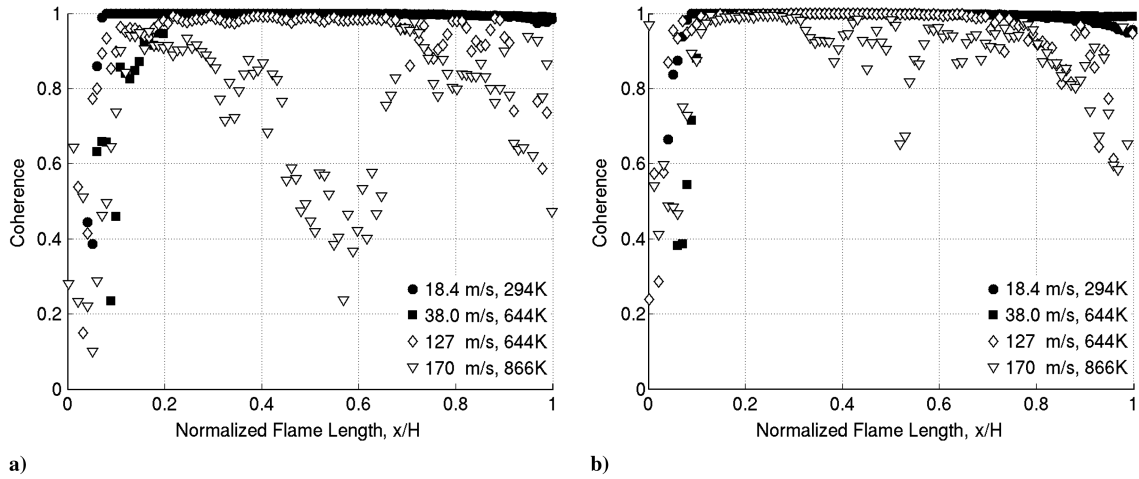 1
0.8
0.6
0.4
0.2
0
Coherence
0 0.2 0.4 0.6 0.8 1
Normalized Flame Length, x/H
18.4 m/s, 294K
38.0 m/s, 644K
127 m/s, 644K
170 m/s, 866K
a)
1
0.8
0.6
0.4
0.2
0
Coherence
0 0.2 0.4 0.6 0.8 1
Normalized Flame Length, x/H
18.4 m/s, 294K
38.0 m/s, 644K
127 m/s, 644K
170 m/s, 866K
b)